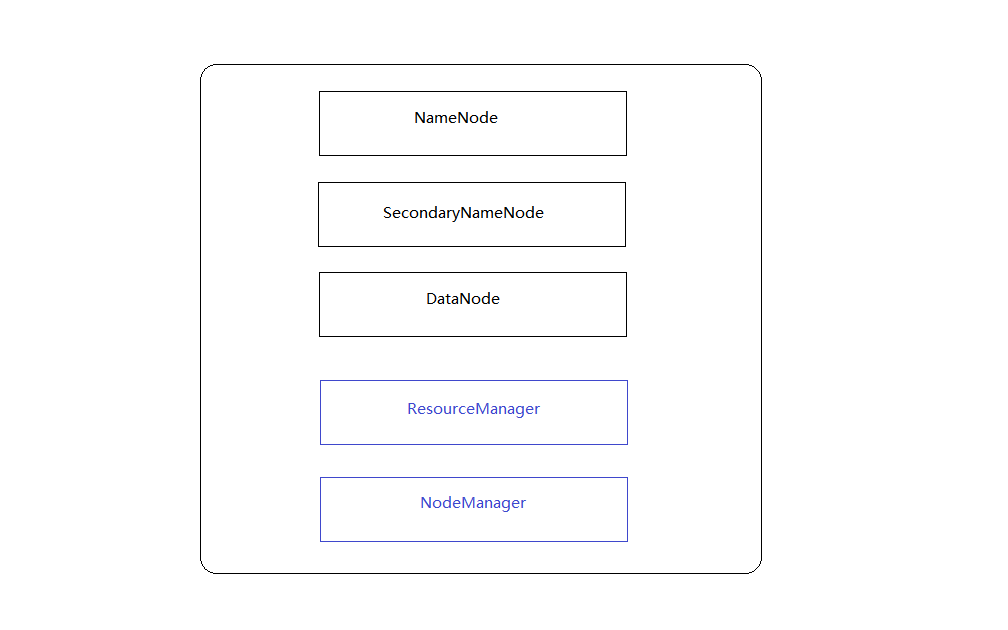 NameNode
SecondaryNameNode
DataNode
ResourceManager
NodeManager